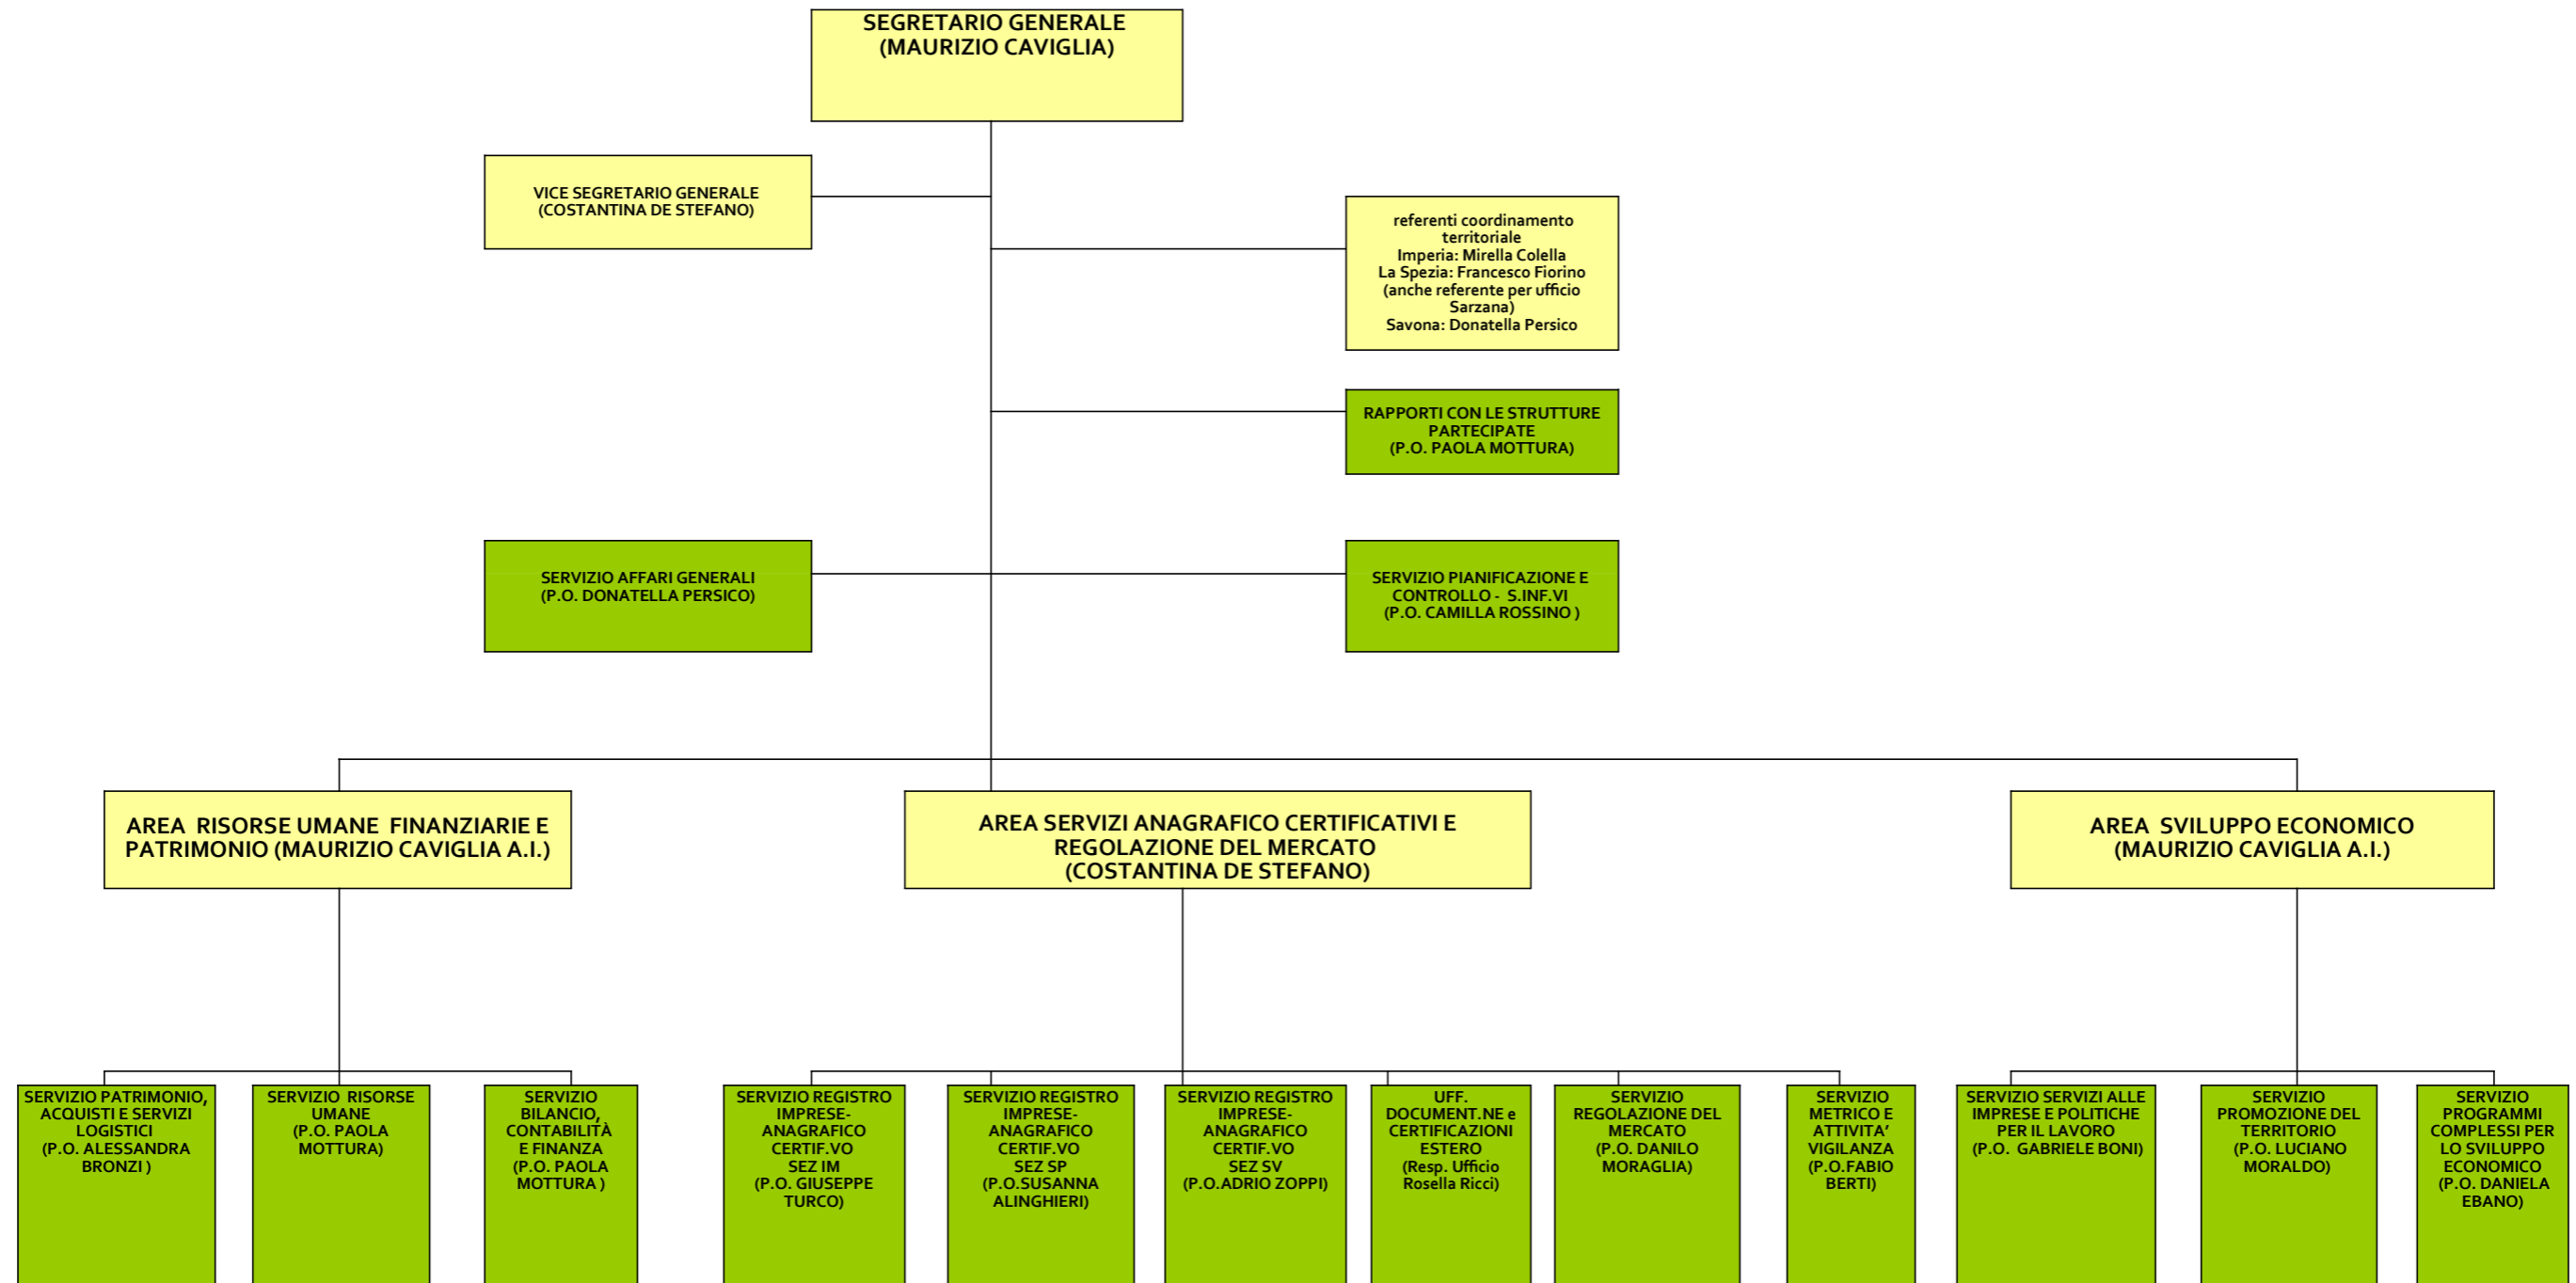 SEGRETARIO GENERALE
(MAURIZIO CAVIGLIA)
VICE SEGRETARIO GENERALE
(COSTANTINA DE STEFANO)
referenti coordinamento
territoriale
Imperia: Mirella Colella
La Spezia: Francesco Fiorino
(anche referente per ufficio
Sarzana)
Savona: Donatella Persico
RAPPORTI CON LE STRUTTURE
PARTECIPATE
(P.O. PAOLA MOTTURA)
SERVIZIO AFFARI GENERALI
(P.O. DONATELLA PERSICO)
SERVIZIO PIANIFICAZIONE E
CONTROLLO - S.INF.VI
(P.O. CAMILLA ROSSINO )
AREA RISORSE UMANE FINANZIARIE E
PATRIMONIO (MAURIZIO CAVIGLIA A.I.)
AREA SERVIZI ANAGRAFICO CERTIFICATIVI E
REGOLAZIONE DEL MERCATO
(COSTANTINA DE STEFANO)
AREA SVILUPPO ECONOMICO
(MAURIZIO CAVIGLIA A.I.)
SERVIZIO PATRIMONIO,
ACQUISTI E SERVIZI
LOGISTICI
(P.O. ALESSANDRA
BRONZI )
SERVIZIO RISORSE
UMANE
(P.O. PAOLA
MOTTURA)
SERVIZIO
BILANCIO,
CONTABILITÀ
E FINANZA
(P.O. PAOLA
MOTTURA )
SERVIZIO REGISTRO
IMPRESE-
ANAGRAFICO
CERTIF.VO
SEZ IM
(P.O. GIUSEPPE
TURCO)
SERVIZIO REGISTRO
IMPRESE-
ANAGRAFICO
CERTIF.VO
SEZ SP
(P.O.SUSANNA
ALINGHIERI)
SERVIZIO REGISTRO
IMPRESE-
ANAGRAFICO
CERTIF.VO
SEZ SV
(P.O.ADRIO ZOPPI)
UFF.
DOCUMENT.NE e
CERTIFICAZIONI
ESTERO
(Resp. Ufficio
Rosella Ricci)
SERVIZIO
REGOLAZIONE DEL
MERCATO
(P.O. DANILO
MORAGLIA)
SERVIZIO
METRICO E
ATTIVITA'
VIGILANZA
(P.O.FABIO
BERTI)
SERVIZIO SERVIZI ALLE
IMPRESE E POLITICHE
PER IL LAVORO
(P.O. GABRIELE BONI)
SERVIZIO
PROMOZIONE DEL
TERRITORIO
(P.O. LUCIANO
MORALDO)
SERVIZIO
PROGRAMMI
COMPLESSI PER
LO SVILUPPO
ECONOMICO
(P.O. DANIELA
EBANO)